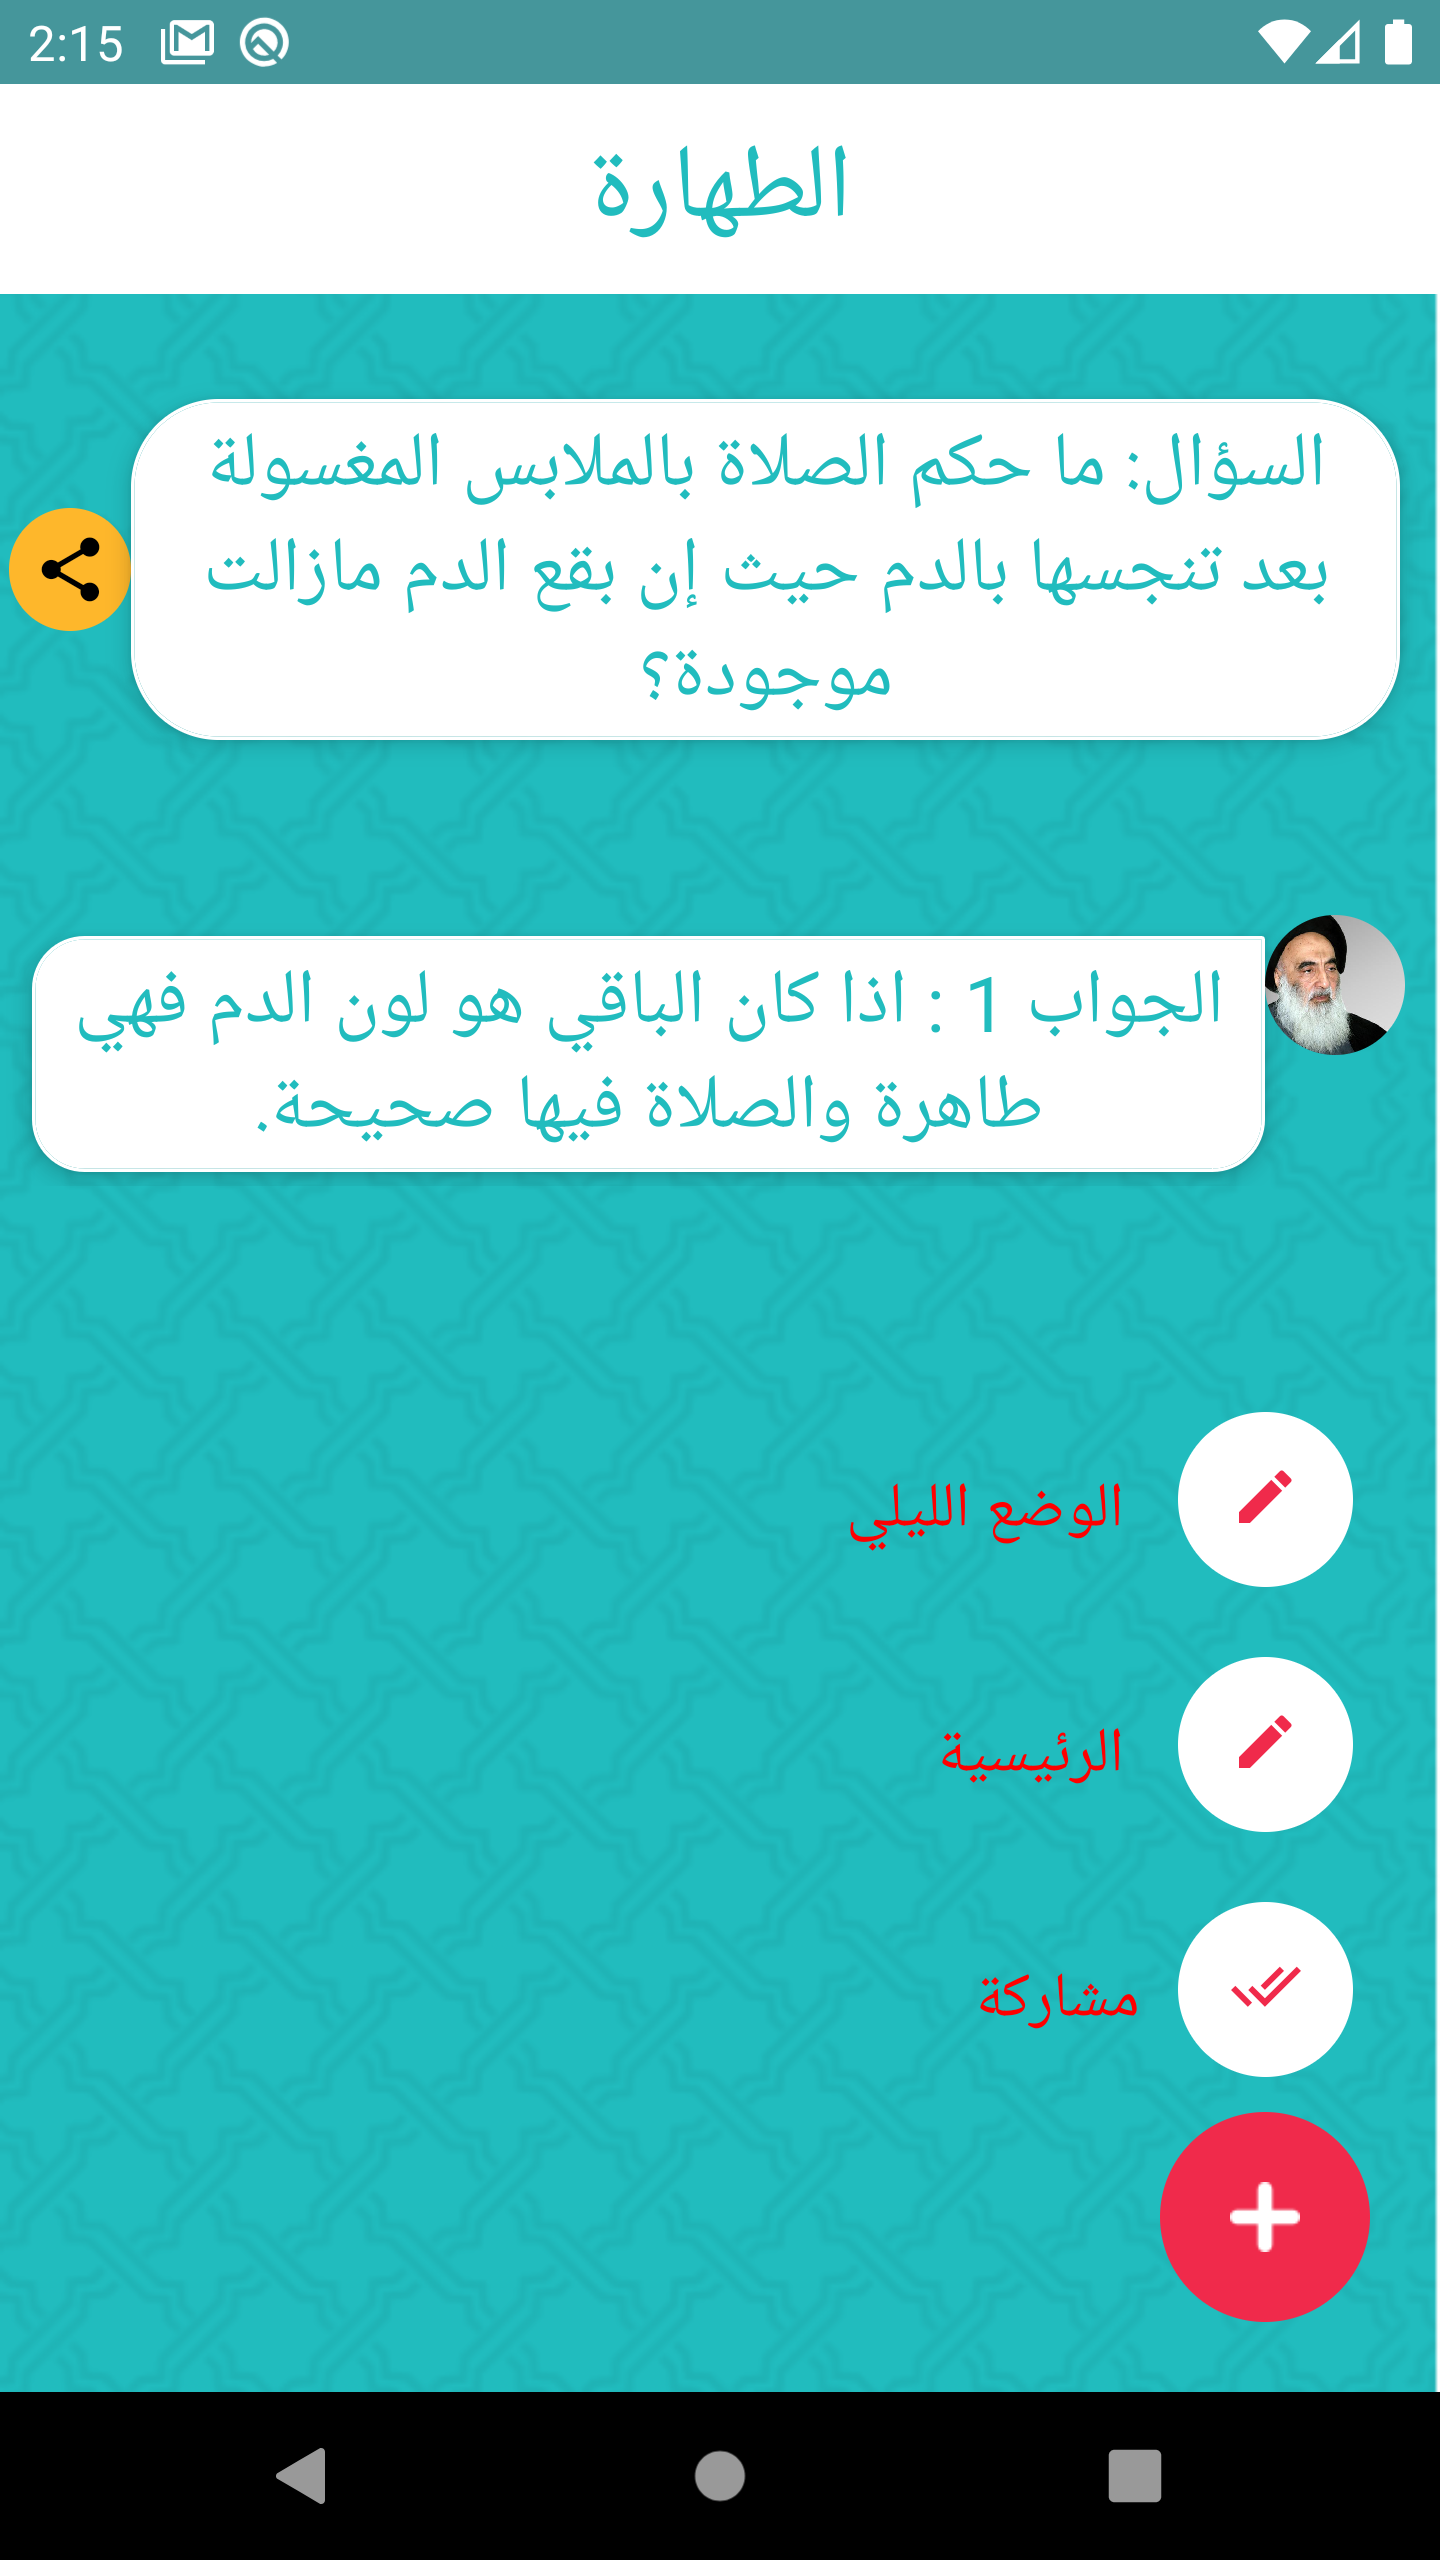 2:15
الطهارة
السؤال: ما حكم الصلاة بالملابس المغسولة
بعد تنجسها بالدم حيث إن بقع الدم مازالت
موجودة؟
الجواب 1 : اذا كان الباقي هو لون الدم فهي
طاهرة والصلاة فيها صحيحة.
الوضع الليلي
الرئيسية
مشاركة